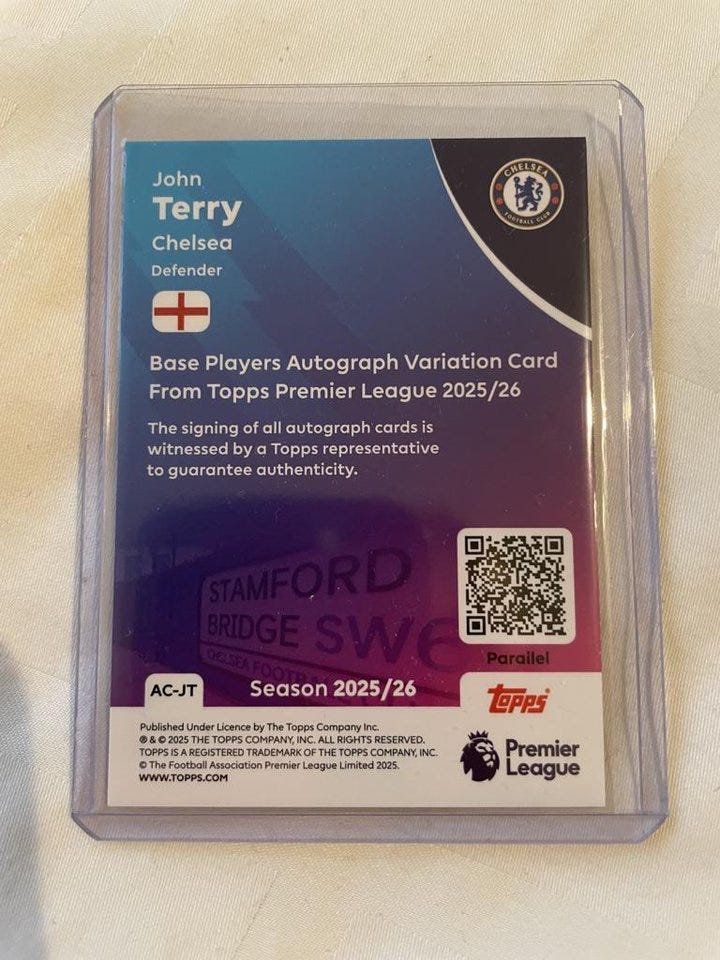 John
Terry
Chelsea
Defender
CHELSEA
FOOTBALL CLUB
Base Players Autograph Variation Card
From Topps Premier League 2025/26
The signing of all autograph cards is
witnessed by a Topps representative
to guarantee authenticity.
STAMFORD
BRIDGE SW6
CHELSEA FOOTBA
Parallel
AC-JT
Season 2025/26
topps
Published Under Licence by The Topps Company Inc.
® & © 2025 THE TOPPS COMPANY, INC. ALL RIGHTS RESERVED.
TOPPS IS A REGISTERED TRADEMARK OF THE TOPPS COMPANY, INC.
© The Football Association Premier League Limited 2025.
WWW.TOPPS.COM
Premier
League